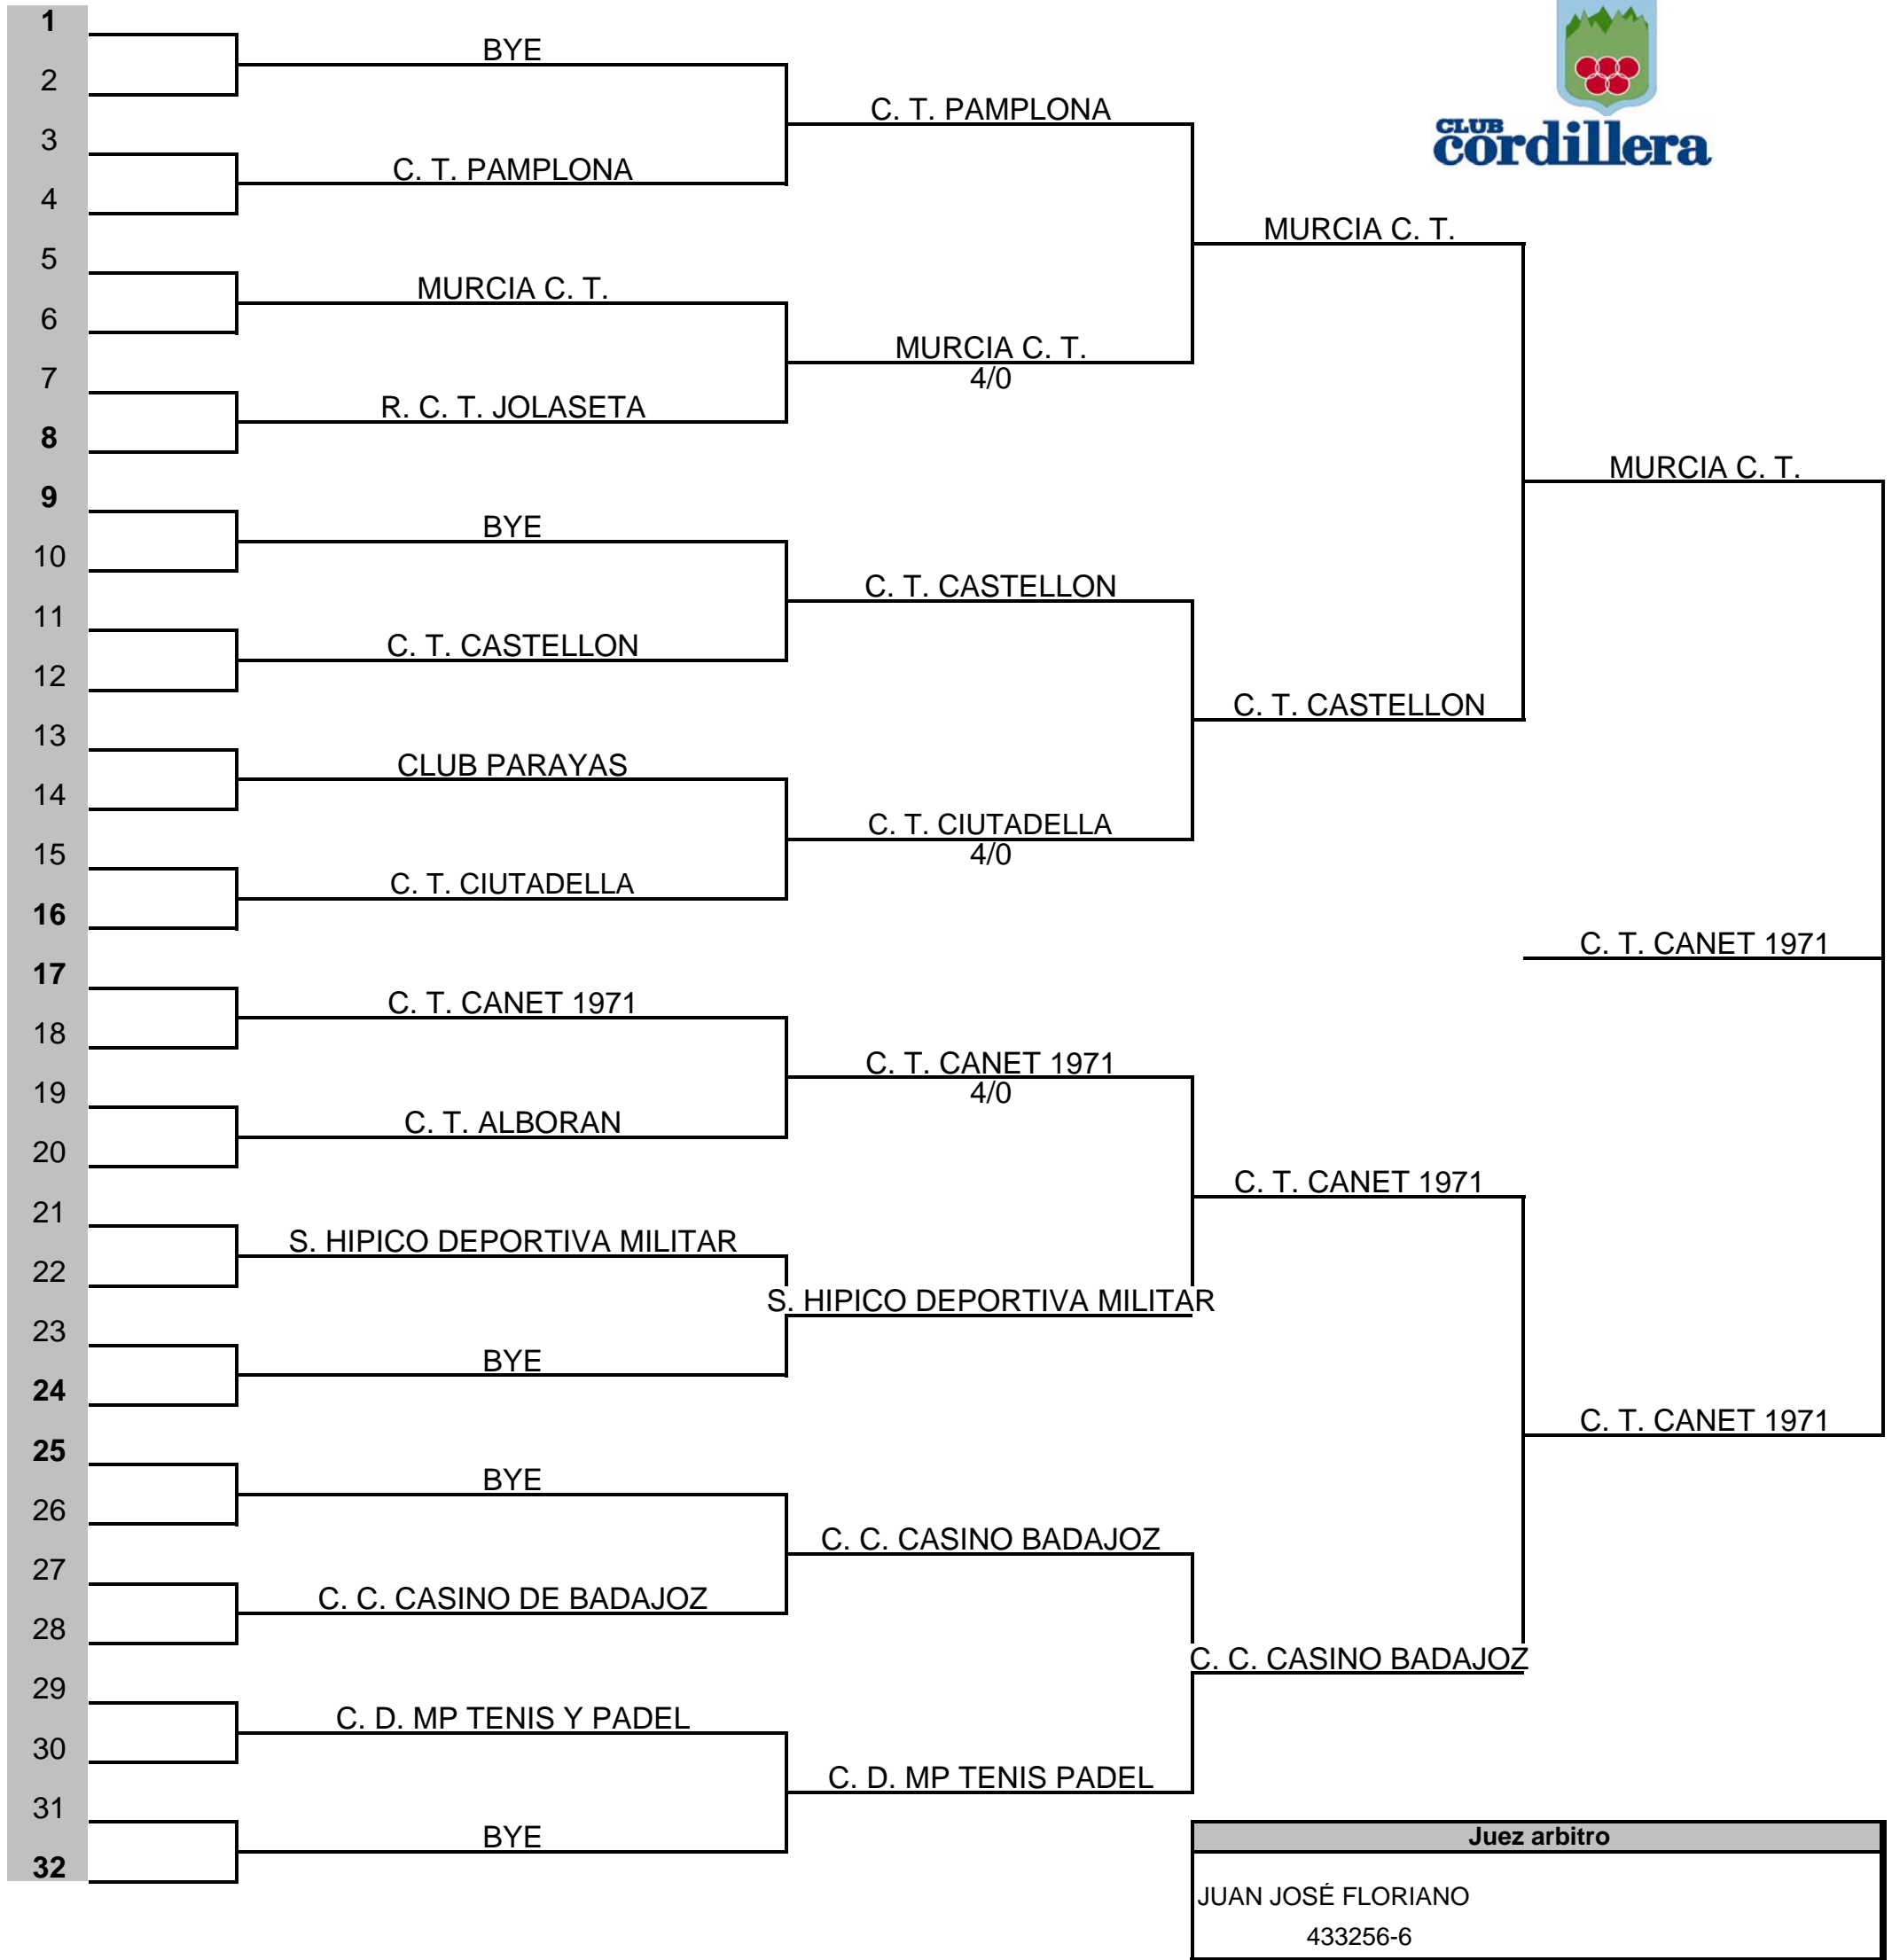 1
BYE
2
C. T. PAMPLONA
CLUB
cordillera
3
C. T. PAMPLONA
4
MURCIA C. T.
5
MURCIA C. T.
6
MURCIA C. T.
7
4/0
R. C. T. JOLASETA
8
MURCIA C. T.
9
BYE
10
C. T. CASTELLON
11
C. T. CASTELLON
12
C. T. CASTELLON
13
CLUB PARAYAS
14
C. T. CIUTADELLA
15
4/0
C. T. CIUTADELLA
16
C. T. CANET 1971
17
C. T. CANET 1971
18
C. T. CANET 1971
19
4/0
C. T. ALBORAN
20
C. T. CANET 1971
21
S. HIPICO DEPORTIVA MILITAR
22
S. HIPICO DEPORTIVA MILITAR
23
BYE
24
C. T. CANET 1971
25
BYE
26
C. C. CASINO BADAJOZ
27
C. C. CASINO DE BADAJOZ
28
C. C. CASINO BADAJOZ
29
C. D. MP TENIS Y PADEL
30
C. D. MP TENIS PADEL
31
BYE
Juez arbitro
32
JUAN JOSÉ FLORIANO
433256-6